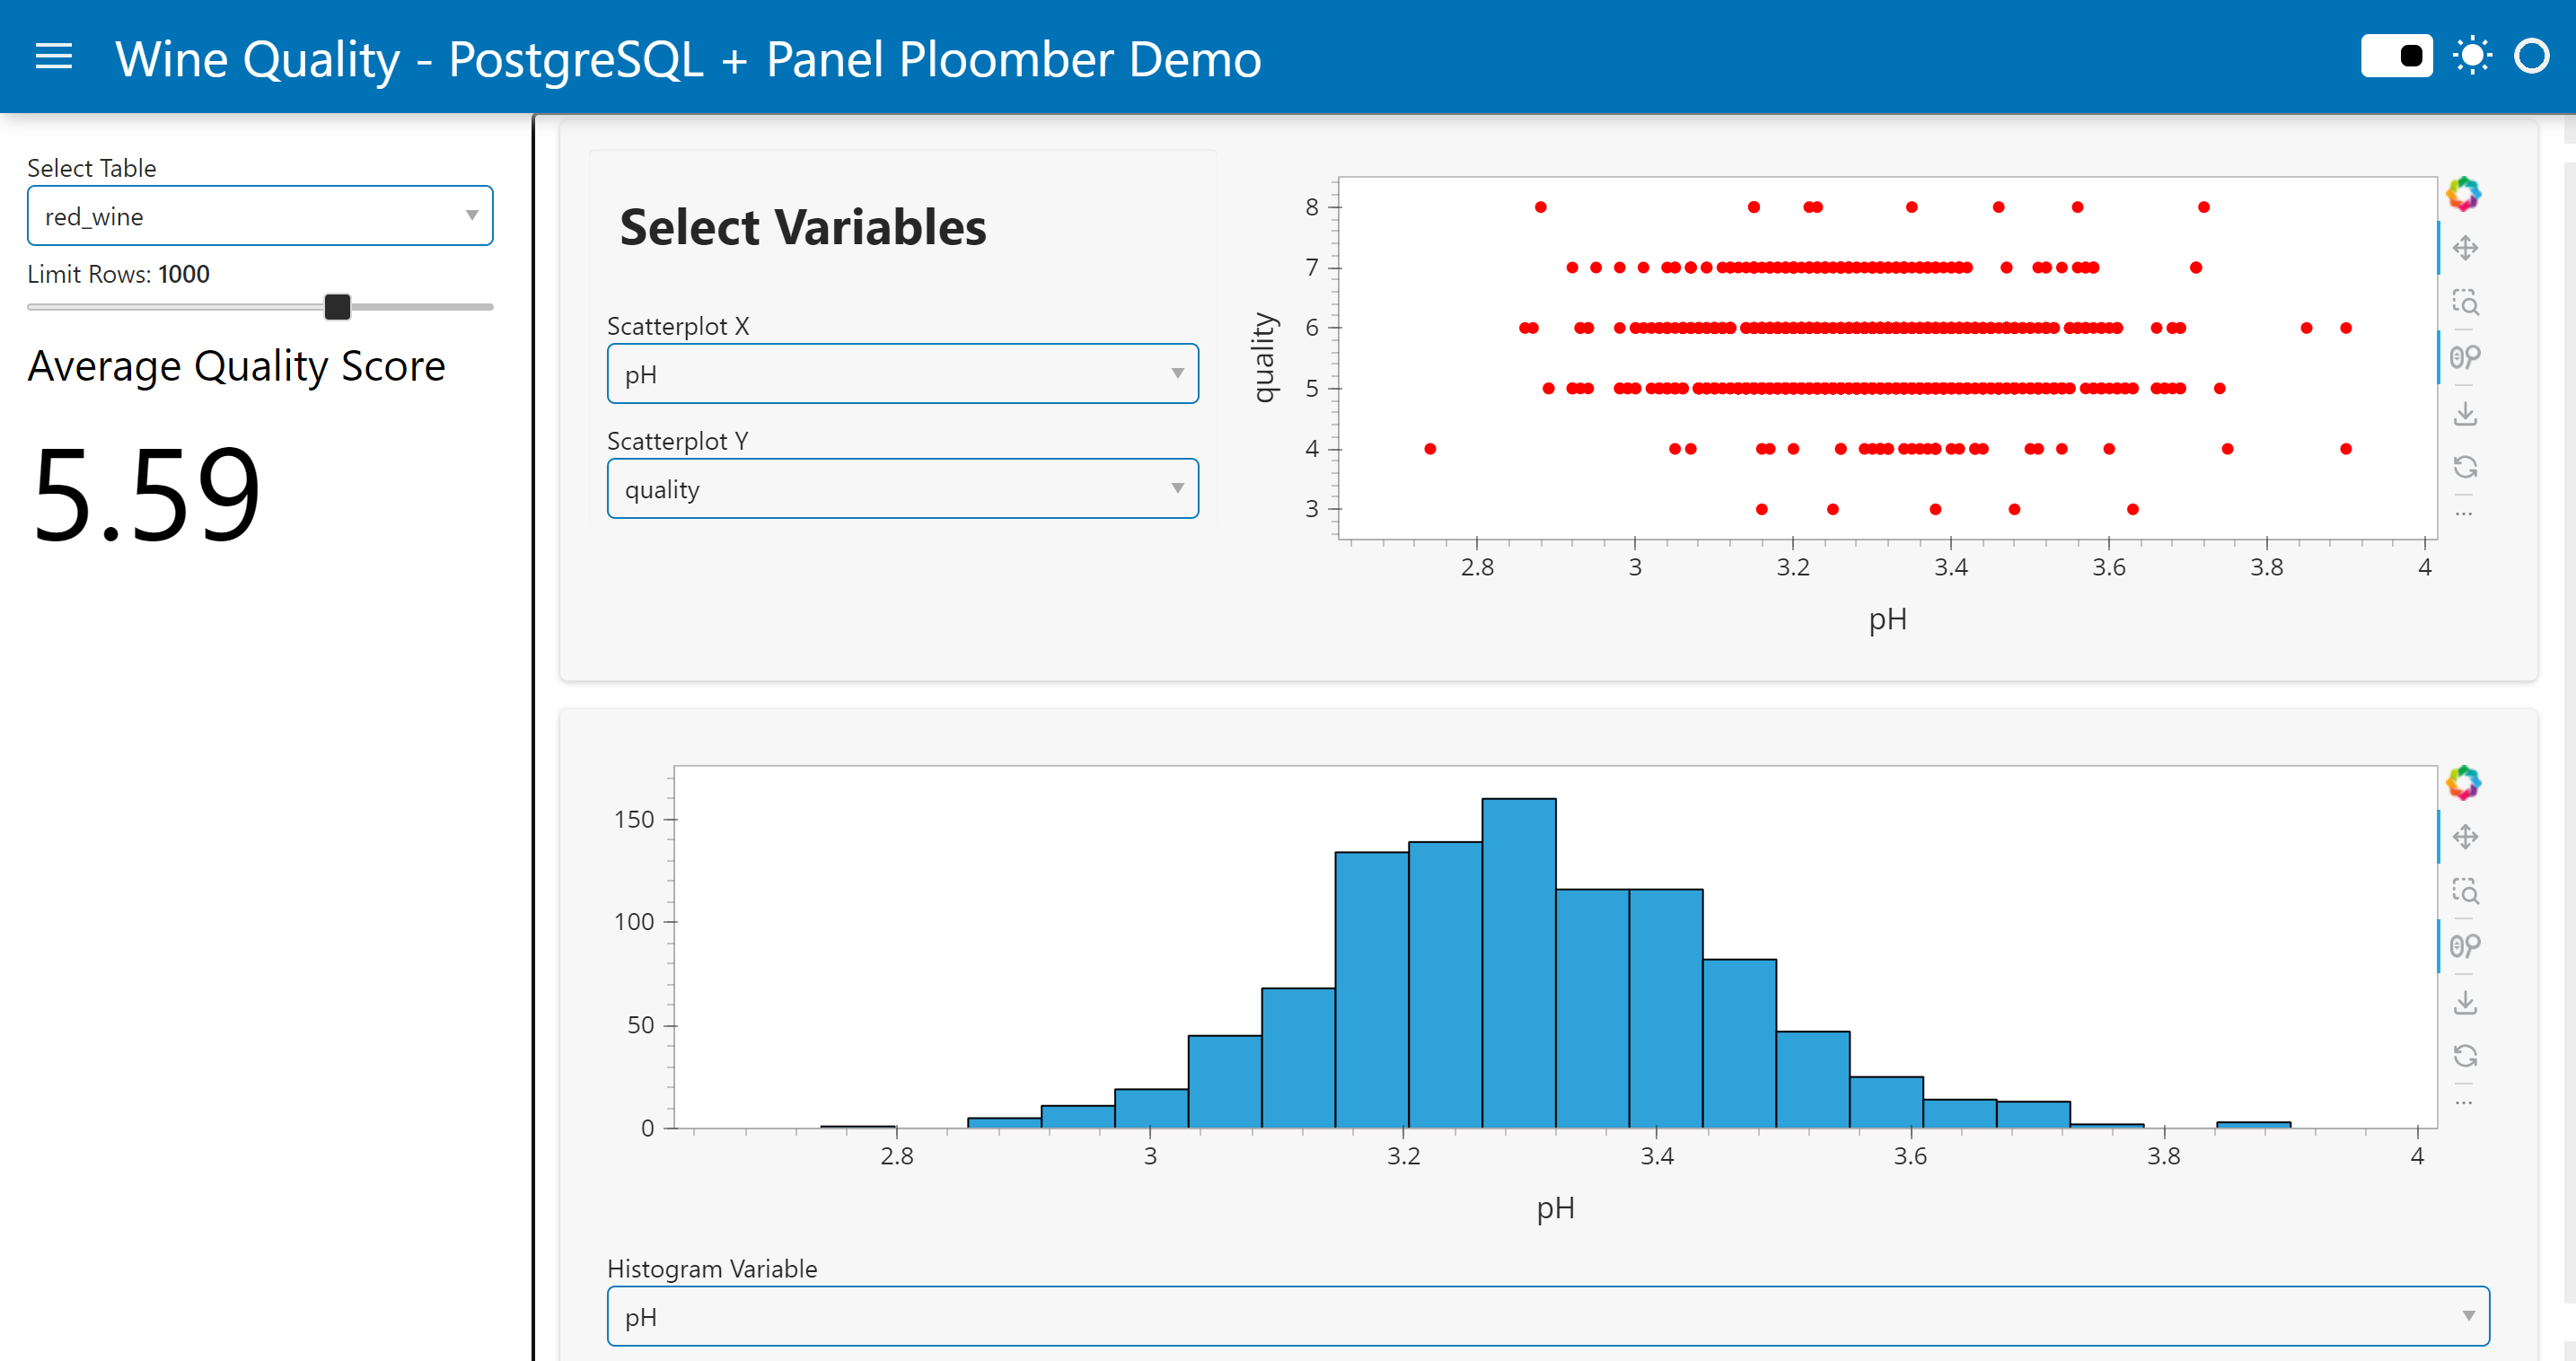 Wine Quality - PostgreSQL + Panel Ploomber Demo
Select Table
red_wine
Limit Rows: 1000
Average Quality Score
5.59
Select Variables
Scatterplot X
pH
Scatterplot Y
quality
quality
8
7
6
5
4
3
2.8 3 3.2 3.4 3.6 3.8 4
pH
150
100
50
0
2.8 3 3.2 3.4 3.6 3.8 4
pH
Histogram Variable
pH